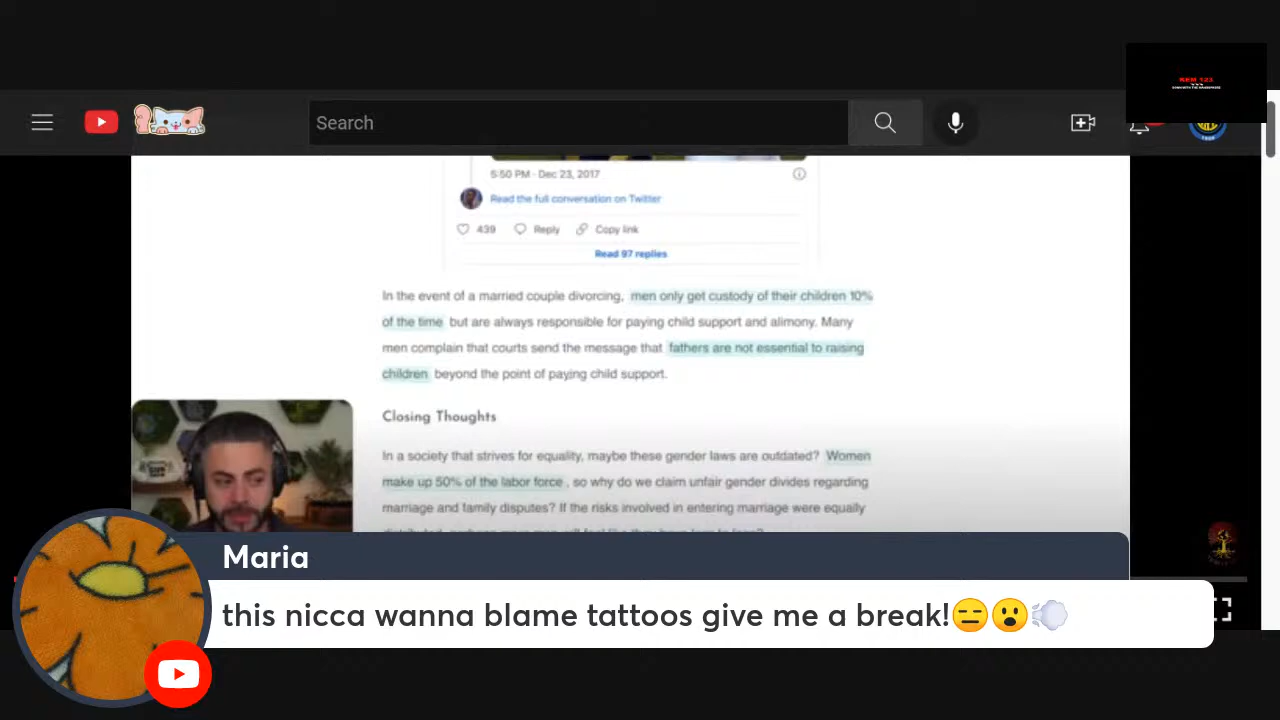 REM 123
Search
5:50 PM · Dec 23, 2017
Read the full conversation on Twitter
439 Reply Copy link
Read 97 replies
In the event of a married couple divorcing, men only get custody of their children 10%
of the time but are always responsible for paying child support and alimony. Many
men complain that courts send the message that fathers are not essential to raising
children beyond the point of paying child support.
Closing Thoughts
In a society that strives for equality, maybe these gender laws are outdated? Women
make up 50% of the labor force, so why do we claim unfair gender divides regarding
marriage and family disputes? If the risks involved in entering marriage were equally
Maria
this nicca wanna blame tattoos give me a break!😑😮💨